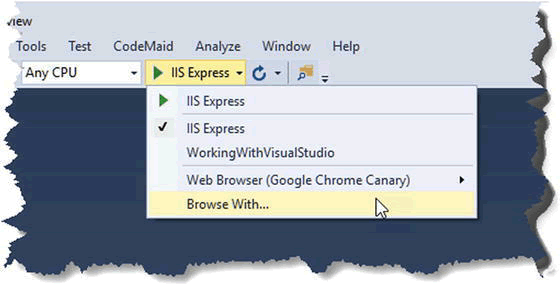 View
Tools Test CodeMaid Analyze Window Help
Any CPU IIS Express
IIS Express
IIS Express
WorkingWithVisualStudio
Web Browser (Google Chrome Canary)
Browse With...